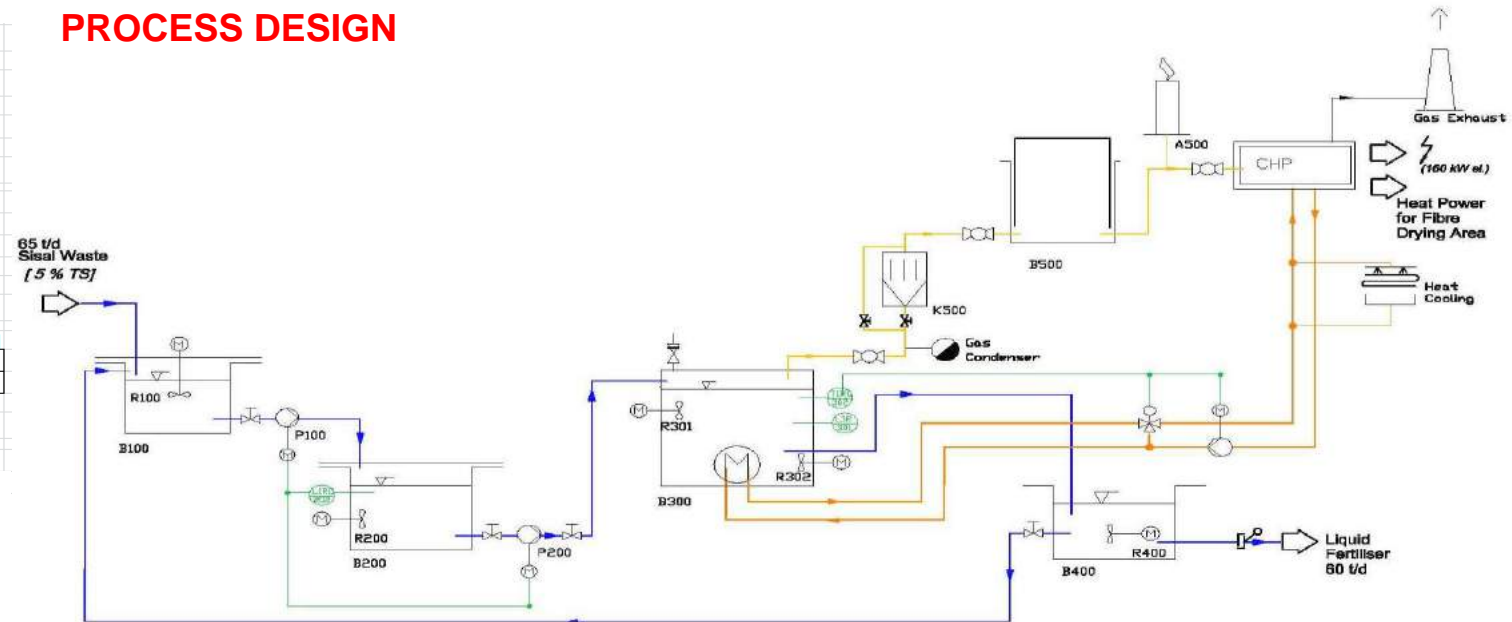 PROCESS DESIGN
Gas Exhaust
A500
CHP
(160 kW el.)
Heat Power
for Fibre
Drying Area
65 t/d
Sisal Waste
[ 5 % TS]
B500
Heat
Cooling
K500
Gas
Condenser
M
R100
P100
B100
M
M
R301
M
R302
M
M
B300
M
R200
P200
B200
M
M
R400
B400
Liquid
Fertiliser
60 t/d